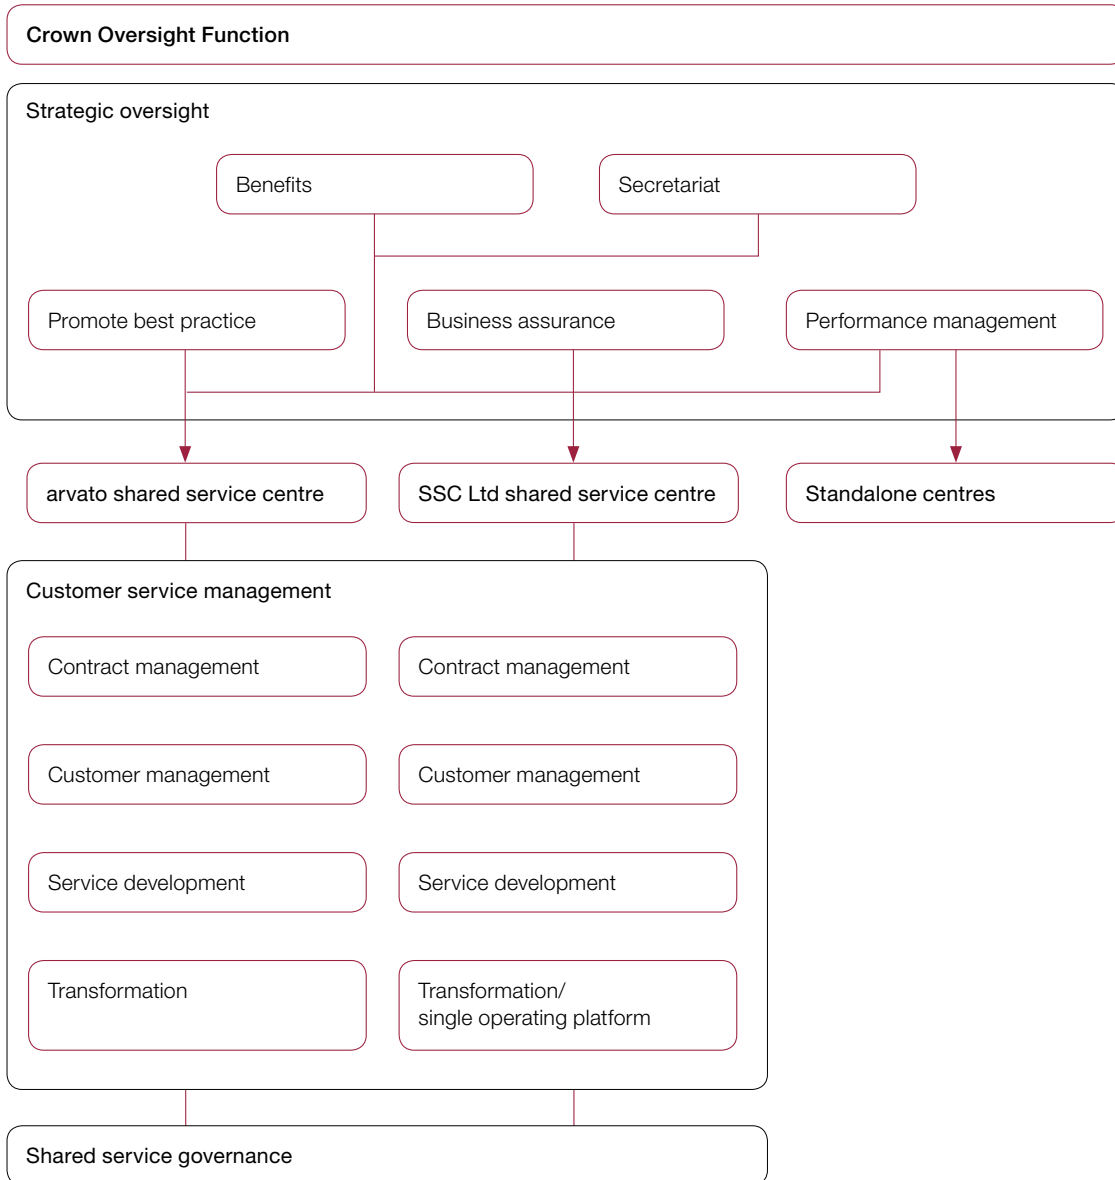 Crown Oversight Function
Strategic oversight
Benefits
Secretariat
Promote best practice
Business assurance
Performance management
arvato shared service centre
SSC Ltd shared service centre
Standalone centres
Customer service management
Contract management
Contract management
Customer management
Customer management
Service development
Service development
Transformation
Transformation/
single operating platform
Shared service governance